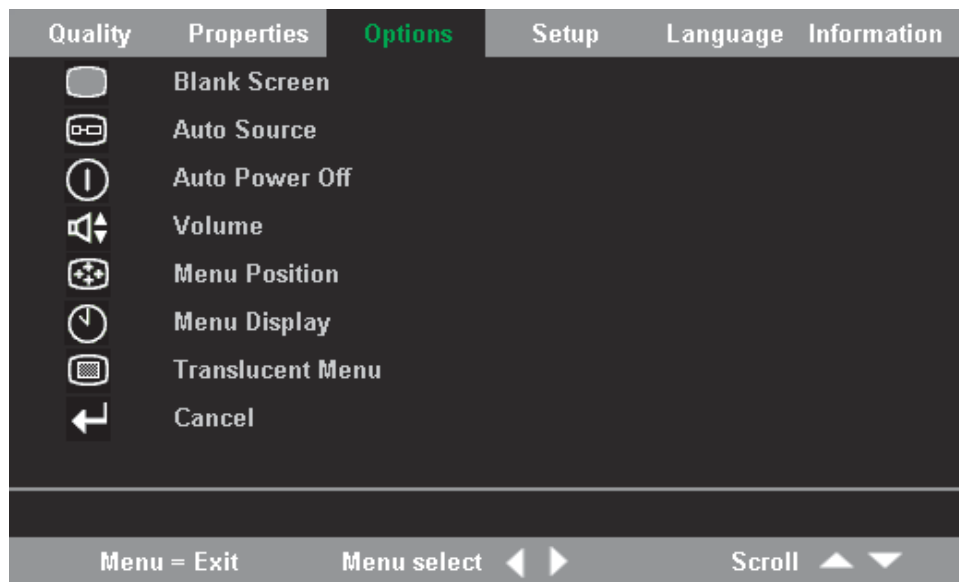 Quality Properties Options Setup Language Information
Blank Screen
Auto Source
Auto Power Off
Volume
Menu Position
Menu Display
Translucent Menu
Cancel
Menu = Exit Menu select Scroll